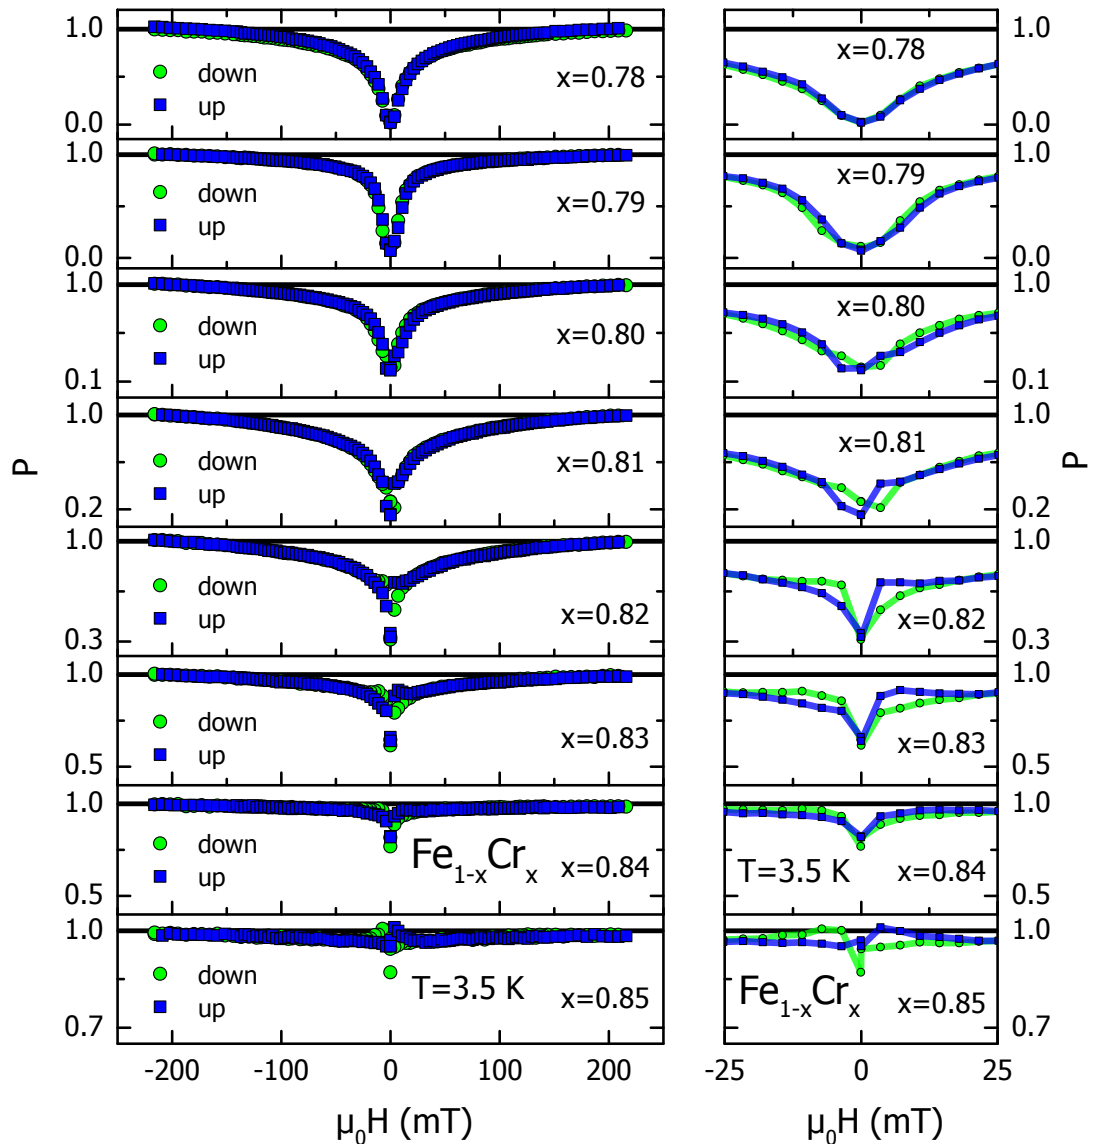 P
1.0
down
up
x=0.78
0.0
1.0
down
up
x=0.79
0.0
1.0
down
up
x=0.80
0.1
1.0
down
up
x=0.81
0.2
1.0
down
up
x=0.82
0.3
1.0
down
up
x=0.83
0.5
1.0
down
up
Fe1-xCrx
x=0.84
0.5
1.0
down
up
T=3.5 K
x=0.85
0.7
-200 -100 0 100 200
μ0H (mT)
P
x=0.78
1.0
0.0
x=0.79
1.0
0.0
x=0.80
1.0
0.1
x=0.81
1.0
0.2
1.0
x=0.82
0.3
1.0
x=0.83
0.5
1.0
T=3.5 K
x=0.84
0.5
1.0
Fe1-xCrx
x=0.85
0.7
-25 0 25
μ0H (mT)